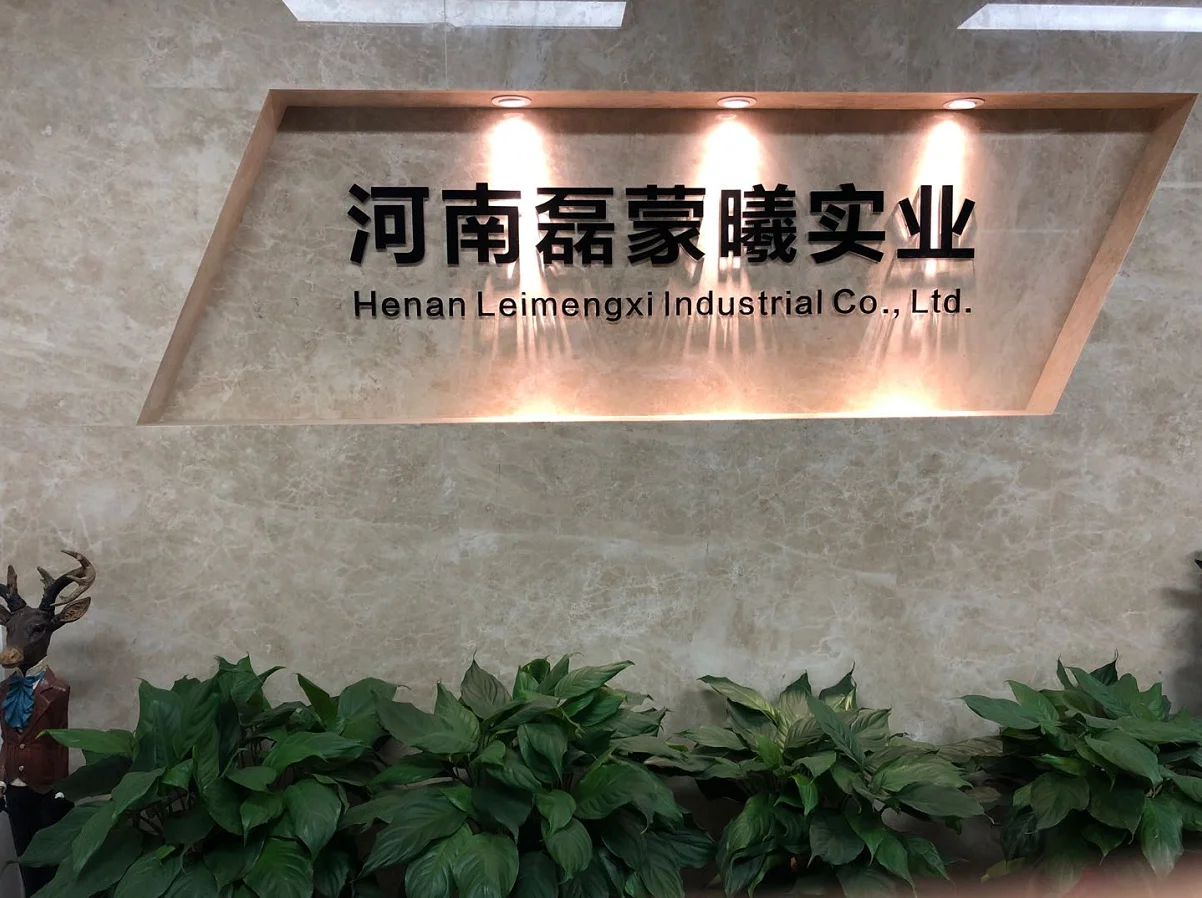 河南磊蒙曦实业
Henan Leimengxi Industrial Co., Ltd.